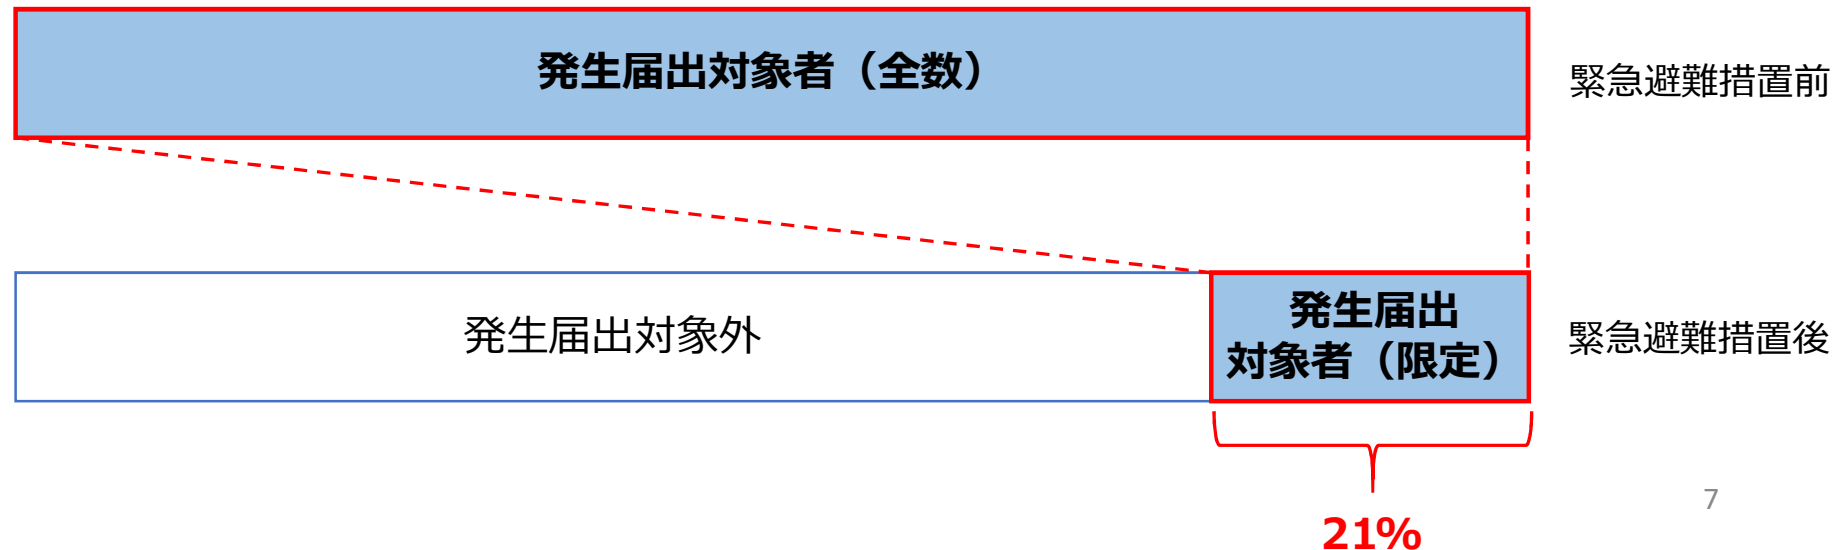 発生届出対象者（全数）
緊急避難措置前
発生届出対象外
発生届出
対象者（限定）
緊急避難措置後
21%
7